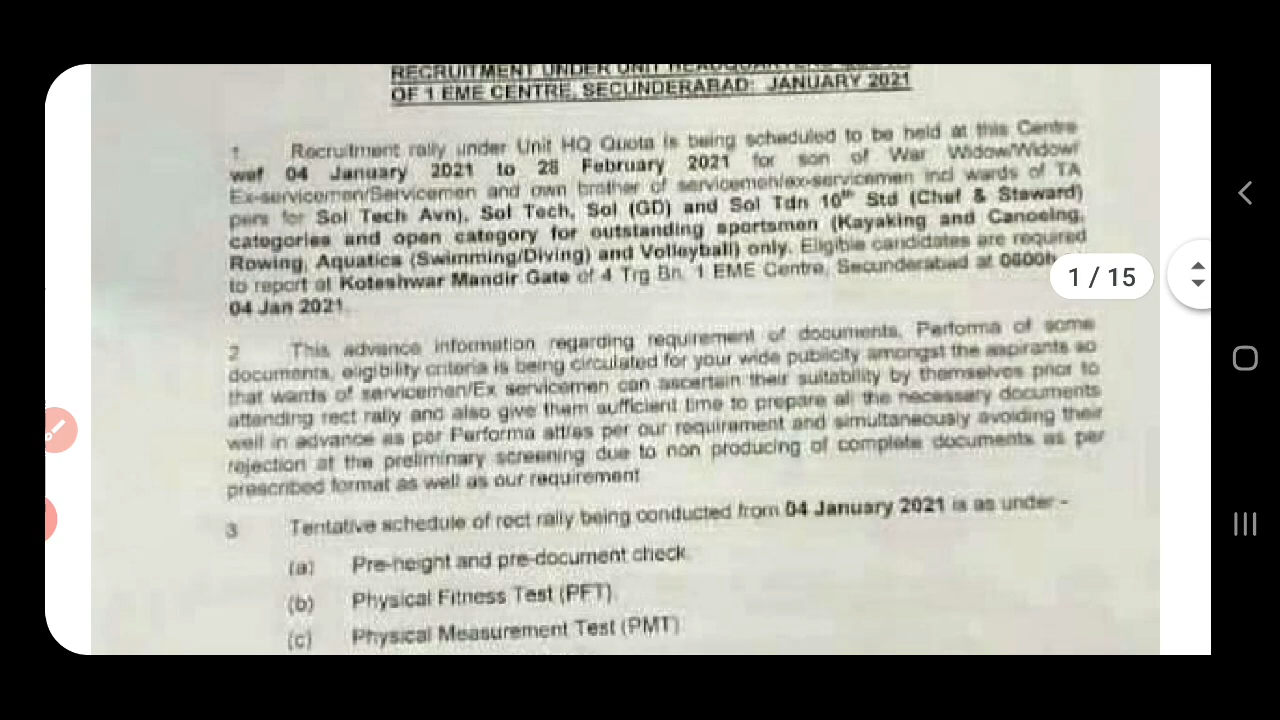 RECRUITMENT UNDER UNIT HEADQUARTERS
OF 1 EME CENTRE, SECUNDERABAD: JANUARY 2021
1 Recruitment rally under Unit HQ Quota is being scheduled to be held at this Centre
wef 04 January 2021 to 28 February 2021 for son of War Widow/Widow/
Ex-servicemen/Servicemen and own brother of servicemen/ex-servicemen incl wards of TA
pers for Sol Tech Avn), Sol Tech, Sol (GD) and Sol Tdn 10th Std (Chef & Steward)
categories and open category for outstanding sportsmen (Kayaking and Canoeing,
Rowing, Aquatica (Swimming/Diving) and Volleyball) only. Eligible candidates are required
to report at Koteshwar Mandir Gate of 4 Trg Bn, 1 EME Centre, Secunderabad at 0600h
04 Jan 2021.
1 / 15
2 This advance information regarding requirement of documents, Performa of some
documents, eligibility criteria is being circulated for your wide publicity amongst the aspirants so
that wards of servicemen/Ex servicemen can ascertain their suitability by themselves prior to
attending rect rally and also give them sufficient time to prepare all the necessary documents
well in advance as per Performa att/as per our requirement and simultaneously avoiding their
rejection at the preliminary screening due to non producing of complete documents as per
prescribed format as well as our requirement
3 Tentative schedule of rect rally being conducted from 04 January 2021 is as under -
(a) Pre-height and pre-document check.
(b) Physical Fitness Test (PFT).
(c) Physical Measurement Test (PMT)